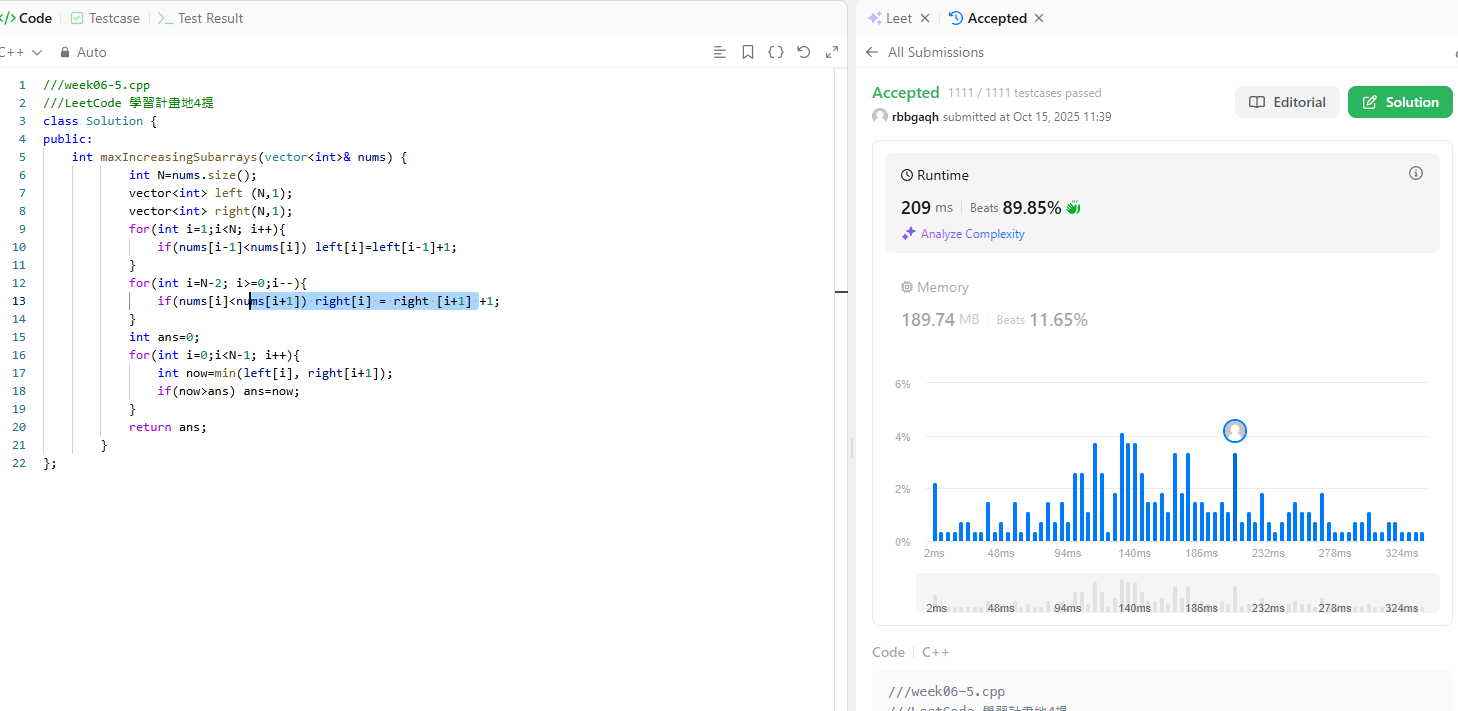 </> Code
Testcase
Test Result
C++
Auto
1 ///week06-5.cpp
2 ///LeetCode 學習計畫地4提
3 class Solution {
4 public:
5 int maxIncreasingSubarrays(vector<int>& nums) {
6 int N=nums.size();
7 vector<int> left (N,1);
8 vector<int> right(N,1);
9 for(int i=1;i<N; i++){
10 if(nums[i-1]<nums[i]) left[i]=left[i-1]+1;
11 }
12 for(int i=N-2; i>=0;i--){
13 if(nums[i]<nums[i+1]) right[i] = right [i+1] +1;
14 }
15 int ans=0;
16 for(int i=0;i<N-1; i++){
17 int now=min(left[i], right[i+1]);
18 if(now>ans) ans=now;
19 }
20 return ans;
21 }
22 };
Leet
Accepted
All Submissions
Accepted 1111 / 1111 testcases passed
rbbgaqh submitted at Oct 15, 2025 11:39
Editorial
Solution
Runtime
209 ms Beats 89.85%
Analyze Complexity
Memory
189.74 MB Beats 11.65%
6%
4%
2%
0%
2ms 48ms 94ms 140ms 186ms 232ms 278ms 324ms
2ms 48ms 94ms 140ms 186ms 232ms 278ms 324ms
Code C++
///week06-5.cpp
///LeetCode 學習計畫地4提